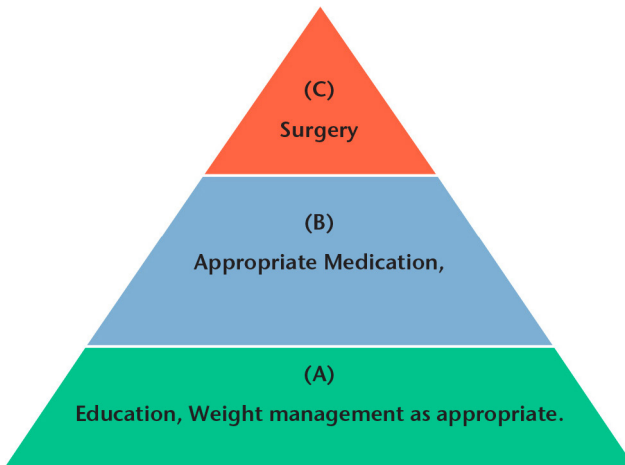 (C)
Surgery
(B)
Appropriate Medication,
(A)
Education, Weight management as appropriate.